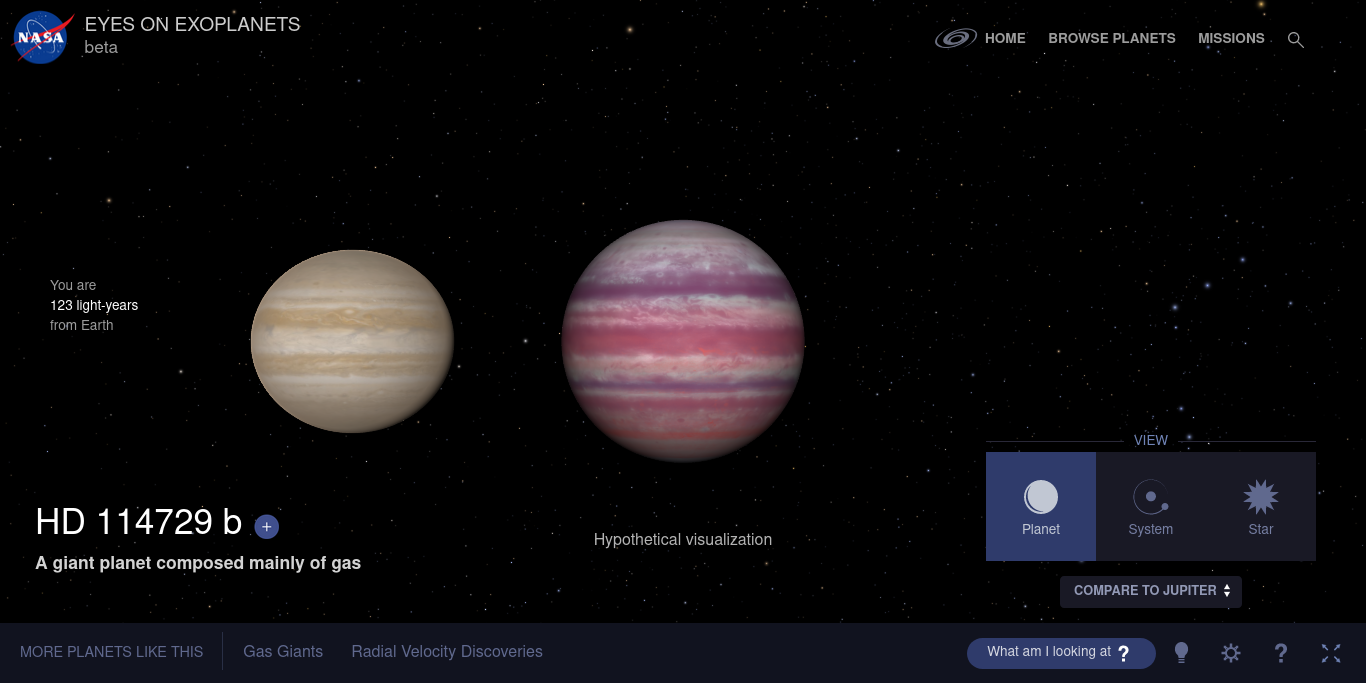 NASA
EYES ON EXOPLANETS
beta
HOME
BROWSE PLANETS
MISSIONS
You are
123 light-years
from Earth
HD 114729 b +
A giant planet composed mainly of gas
Hypothetical visualization
VIEW
Planet
System
Star
COMPARE TO JUPITER
MORE PLANETS LIKE THIS
Gas Giants
Radial Velocity Discoveries
What am I looking at ?
?